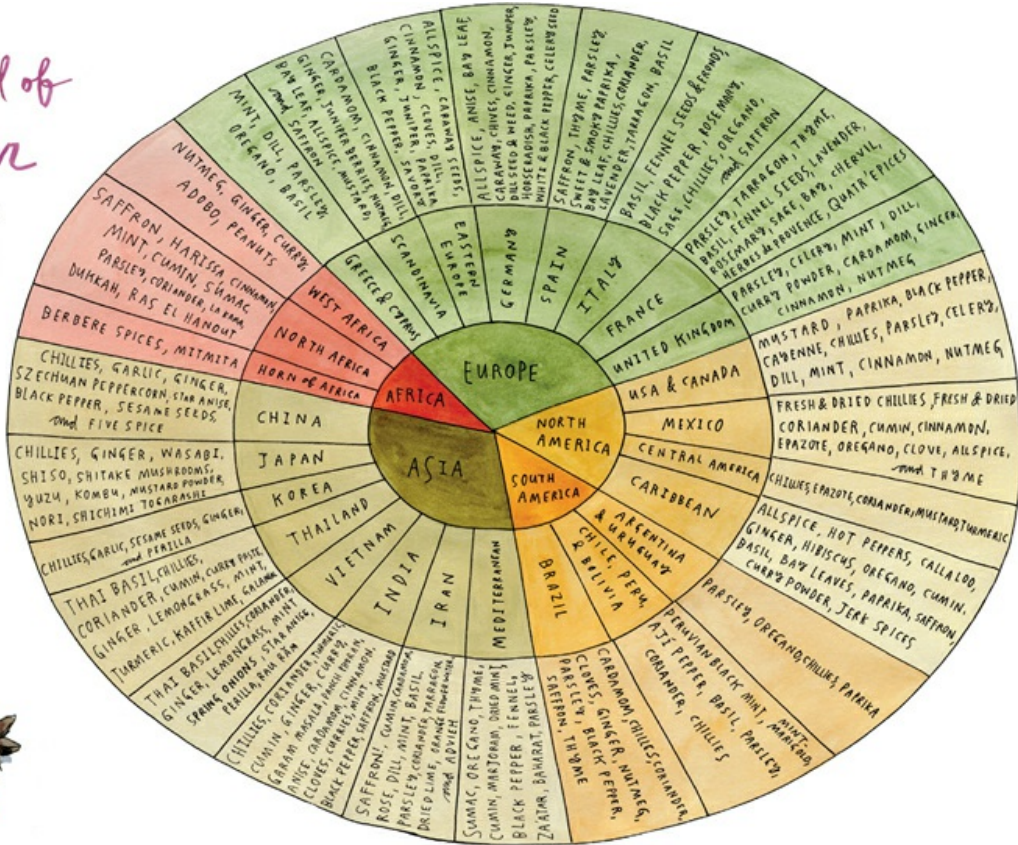 l of
EUROPE
AFRICA
ASIA
NORTH
AMERICA
SOUTH
AMERICA
GREECE & CYPRUS
MINT, DILL, PARSLEY,
OREGANO, BASIL
SCANDINAVIA
CARDAMOM, CINNAMON, DILL,
GINGER, JUNIPER BERRIES, NUTMEG,
BAY LEAF, ALLSPICE MUSTARD,
and SAFFRON
EASTERN
EUROPE
ALLSPICE, CARAWAY SEEDS,
CINNAMON, CLOVES, DILL,
GINGER, JUNIPER, PAPRIKA
BLACK PEPPER, SAVORY
GERMANY
ALLSPICE, ANISE, BAY LEAF,
CARAWAY, CHIVES, CINNAMON,
DILL SEED & WEED, GINGER, JUNIPER,
HORSERADISH, PAPRIKA, PARSLEY,
WHITE & BLACK PEPPER, CELERY SEED
SPAIN
SAFFRON, THYME, PARSLEY,
SWEET & SMOKY PAPRIKA,
BAY LEAF, CHILLIES, CORIANDER,
LAVENDER, TARRAGON, BASIL
ITALY
BASIL, FENNEL SEEDS & FRONDS,
BLACK PEPPER, ROSEMARY,
SAGE, CHILLIES, OREGANO,
and SAFFRON
FRANCE
PARSLEY, TARRAGON, THYME,
BASIL, FENNEL SEEDS, LAVENDER,
ROSEMARY, SAGE, BAY, CHERVIL,
HERBES de PROVENCE, QUATR'EPICES
UNITED KINGDOM
PARSLEY, CELERY, MINT, DILL,
CURRY POWDER, CARDAMOM, GINGER,
CINNAMON, NUTMEG
USA & CANADA
MUSTARD, PAPRIKA, BLACK PEPPER,
CAYENNE, CHILLIES, PARSLEY, CELERY,
DILL, MINT, CINNAMON, NUTMEG
MEXICO
FRESH & DRIED CHILLIES, FRESH & DRIED
CORIANDER, CUMIN, CINNAMON,
EPAZOTE, OREGANO, CLOVE, ALLSPICE,
and THYME
CENTRAL AMERICA
CHILLIES, EPAZOTE, CORIANDER, MUSTARD, TURMERIC
CARIBBEAN
ALLSPICE, HOT PEPPERS, CALLALOO,
GINGER, HIBISCUS, OREGANO, CUMIN,
BASIL, BAY LEAVES, PAPRIKA, SAFFRON,
CURRY POWDER, JERK SPICES
ARGENTINA
& URUGUAY
PARSLEY, OREGANO, CHILLIES, PAPRIKA
CHILE, PERU,
& BOLIVIA
PERUVIAN BLACK MINT, MINT-
MARIGOLD,
AJI PEPPER, BASIL, PARSLEY,
CORIANDER, CHILLIES
BRAZIL
CARDAMOM, CHILLIES, CORIANDER,
CLOVES, GINGER, NUTMEG,
PARSLEY, BLACK PEPPER,
SAFFRON, THYME
MEDITERRANEAN
SUMAC, OREGANO, THYME,
CUMIN, MARJORAM, DRIED MINT,
BLACK PEPPER, FENNEL,
ZA'ATAR, BAHARAT, PARSLEY
IRAN
SAFFRON!, CUMIN, CARDAMOM,
ROSE, DILL, MINT, BASIL,
PARSLEY, CORIANDER, TARRAGON,
DRIED LIME, ORANGE FLOWER WATER
and ADVIEH
INDIA
CHILLIES, CORIANDER, TURMERIC,
CUMIN, GINGER, CURRY,
GARAM MASALA, PANCH PHORAN,
ANISE, CARDAMOM, CINNAMON,
CLOVES, CURRIES, MINT,
BLACK PEPPER SAFFRON, MUSTARD
VIETNAM
THAI BASIL, CHILLES CORIANDER,
GINGER, LEMONGRASS, MINT,
SPRING ONIONS, STAR ANISE
PERILLA, RAU RĂM
THAILAND
THAI BASIL, CHILLIES,
CORIANDER, CUMIN, CURRY PASTE,
GINGER, LEMONGRASS, MINT,
TURMERIC, KAFFIR LIME, GALANGA
KOREA
CHILLIES, GARLIC, SESAME SEEDS, GINGER,
and PERILLA
JAPAN
CHILLIES, GINGER, WASABI,
SHISO, SHITAKE MUSHROOMS,
YUZU, KOMBU, MUSTARD POWDER,
NORI, SHICHIMI TOGARASHI
CHINA
CHILLIES, GARLIC, GINGER,
SZECHUAN PEPPERCORN, STAR ANISE,
BLACK PEPPER, SESAME SEEDS,
and FIVE SPICE
HORN of AFRICA
BERBERE SPICES, MITMITA
NORTH AFRICA
SAFFRON, HARISSA CINNAMON,
MINT, CUMIN, SUMAC
PARSLEY, CORIANDER, LA KAMA,
DUKKAH, RAS EL HANOUT
WEST AFRICA
NUTMEG, GINGER, CURRY,
ADOBO, PEANUTS